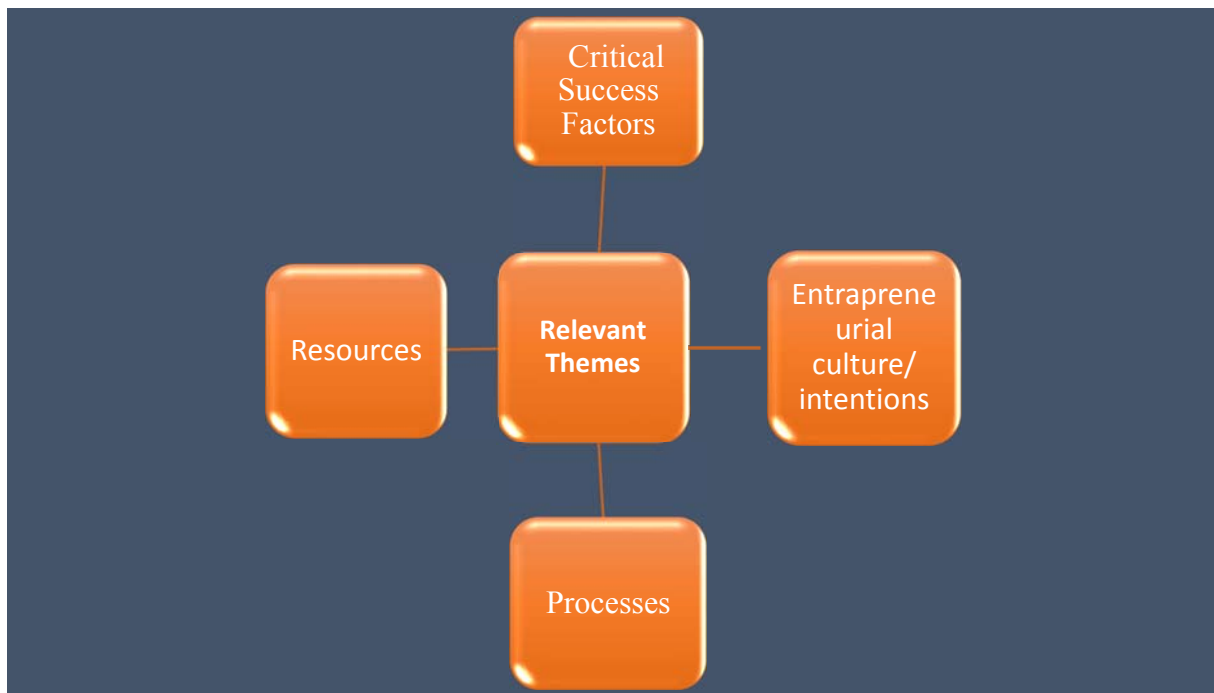 Critical
Success
Factors
Resources
Relevant
Themes
Entraprene
urial
culture/
intentions
Processes